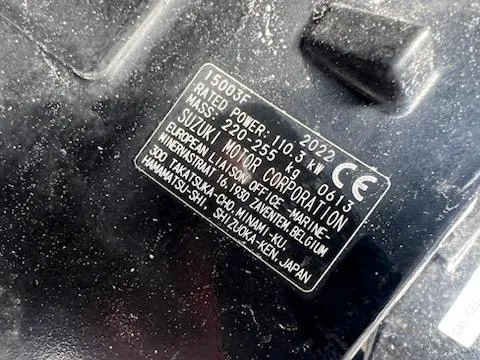 15003F 2022
RATED POWER: 110.3 kW
MASS: 220-255 kg 0613
SUZUKI MOTOR CORPORATION
EUROPEAN LIAISON OFFICE -MARINE-
MINERVASTRAAT 16, 1930 ZAVENTEM, BELGIUM
300, TAKATSUKA-CHO, MINAMI-KU,
HAMAMATSU-SHI, SHIZUOKA-KEN, JAPAN
CE